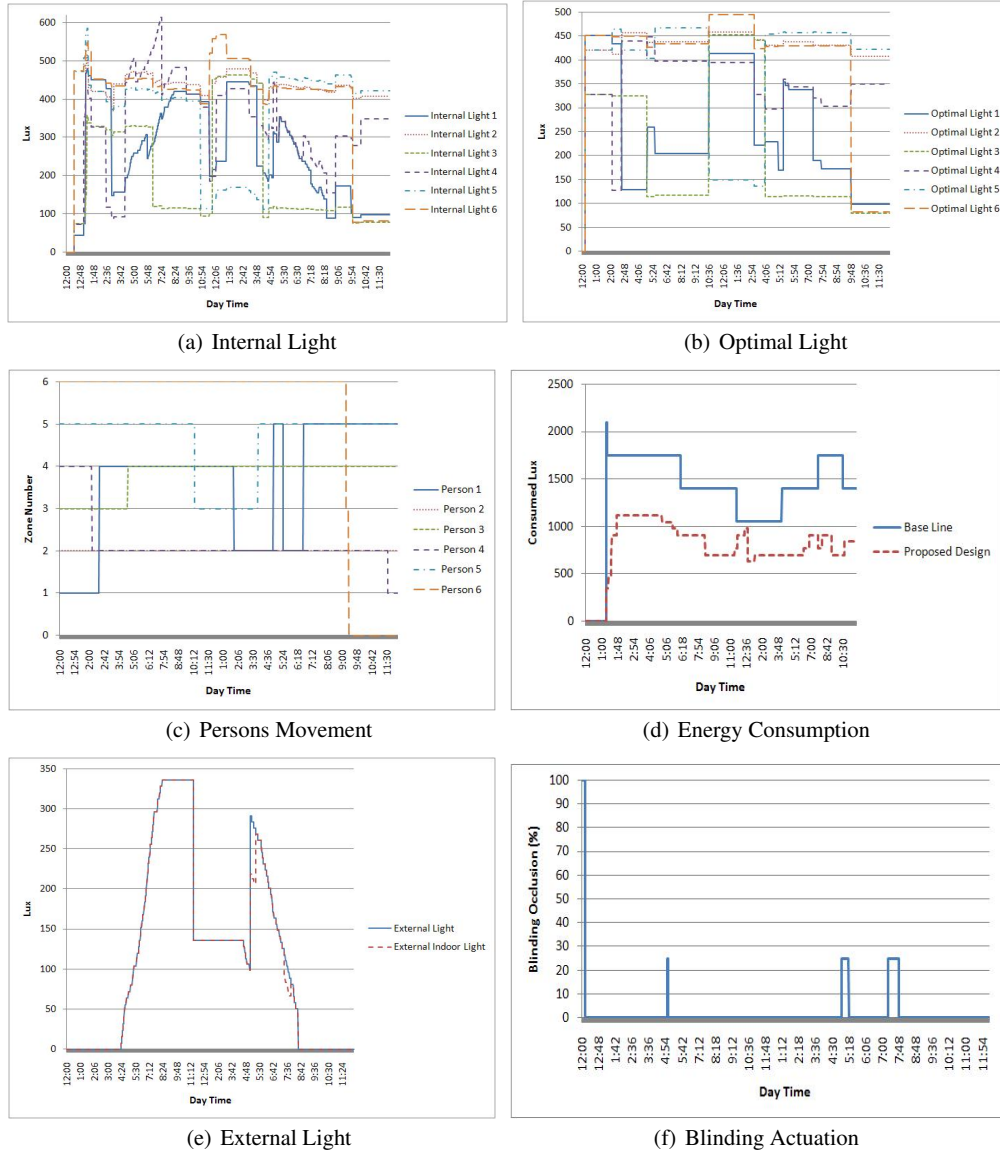 600
500
400
300
200
100
0
Lux
12:00 12:48 1:48 2:36 3:42 5:00 5:48 7:24 8:24 9:36 10:54 12:00 1:36 3:48 4:54 5:30 6:30 7:18 8:18 9:06 9:54 10:42 11:30
Day Time
Internal Light 1
Internal Light 2
Internal Light 3
Internal Light 4
Internal Light 5
Internal Light 6
(a) Internal Light
500
450
400
350
300
250
200
150
100
50
0
Lux
12:00 1:00 2:00 2:48 4:06 5:24 6:48 8:12 9:12 10:36 12:00 1:54 4:06 4:48 5:54 6:30 7:24 8:54 9:48 10:36 11:30
Day Time
Optimal Light 1
Optimal Light 2
Optimal Light 3
Optimal Light 4
Optimal Light 5
Optimal Light 6
(b) Optimal Light
6
5
4
3
2
1
0
Zone Number
12:00 12:54 2:00 2:42 3:54 5:06 6:12 7:36 8:48 10:12 11:30 1:00 2:06 3:30 4:36 5:24 6:18 7:06 8:06 9:00 9:48 10:42 11:30
Day Time
Person 1
Person 2
Person 3
Person 4
Person 5
Person 6
(c) Persons Movement
2500
2000
1500
1000
500
0
Consumed Lux
12:00 1:00 1:48 2:54 4:06 5:06 6:18 7:54 9:06 11:00 12:36 2:00 3:48 5:12 7:00 8:42 10:30
Day Time
Base Line
Proposed Design
(d) Energy Consumption
350
300
250
200
150
100
50
0
Lux
12:00 1:00 2:06 3:06 4:24 5:48 7:12 8:24 9:48 11:12 12:54 2:06 3:36 4:48 5:30 6:42 7:36 8:42 9:36 10:30 11:24
Day Time
External Light
External Indoor Light
(e) External Light
100
90
80
70
60
50
40
30
20
10
0
Blinding Occlusion (%)
12:00 12:48 1:42 2:36 3:36 4:54 5:42 7:12 8:18 9:12 10:36 12:12 1:48 3:36 4:30 5:18 6:24 7:00 7:48 8:48 9:36 10:12 11:00 11:54
Day Time
(f) Blinding Actuation